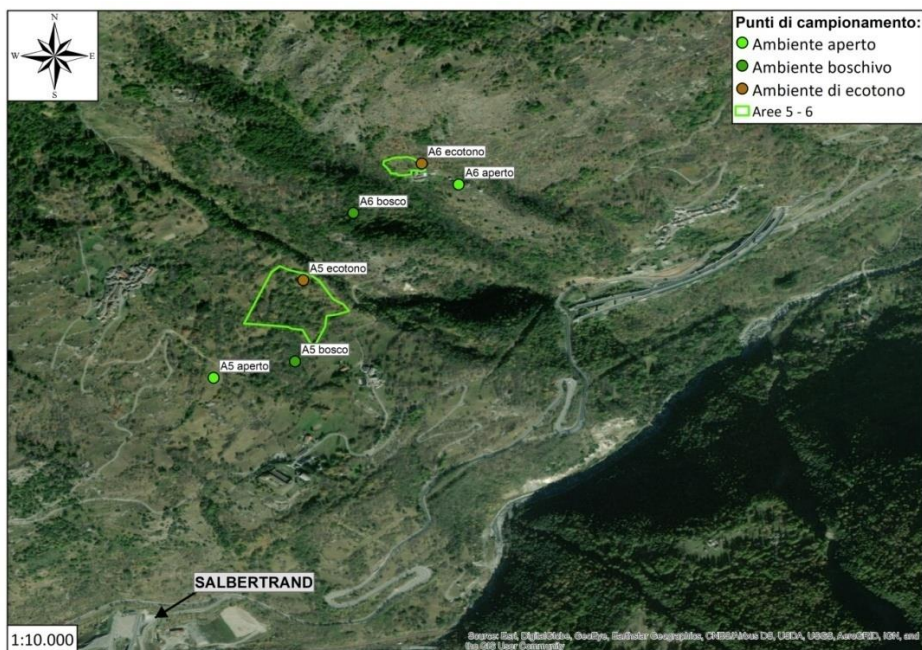 N
W E
S
Punti di campionamento:
Ambiente aperto
Ambiente boschivo
Ambiente di ecotono
Aree 5 - 6
A6 ecotono
A6 aperto
A6 bosco
A5 ecotono
A5 bosco
A5 aperto
SALBERTRAND
1:10.000
Source: Esri, DigitalGlobe, GeoEye, Earthstar Geographics, CNES/Airbus DS, USDA, USGS, AeroGRID, IGN, and
the GIS User Community